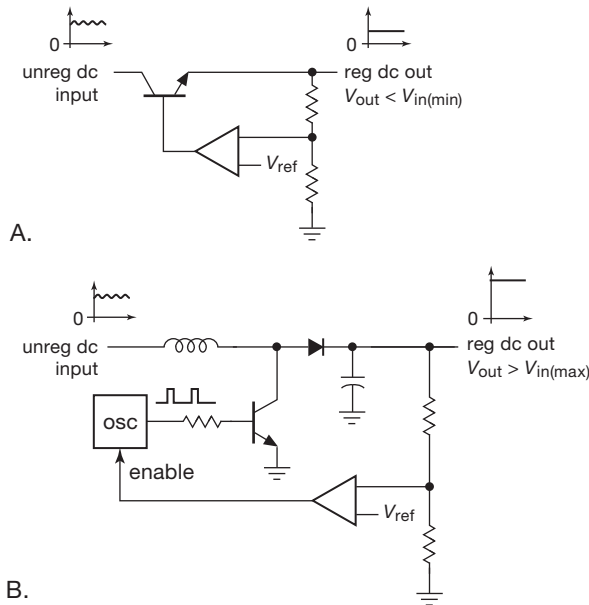 0
0
unreg dc
input
reg dc out
Vout < Vin(min)
Vref
A.
0
0
unreg dc
input
reg dc out
Vout > Vin(max)
osc
enable
Vref
B.